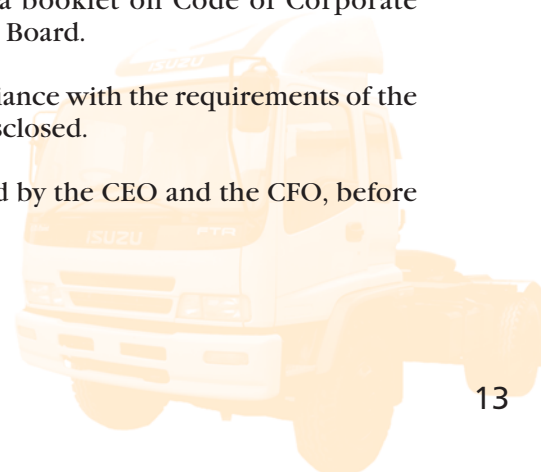 a booklet on Code of Corporate
Board.
iance with the requirements of the
sclosed.
d by the CEO and the CFO, before
ISUZU
ISUZU FTR
13